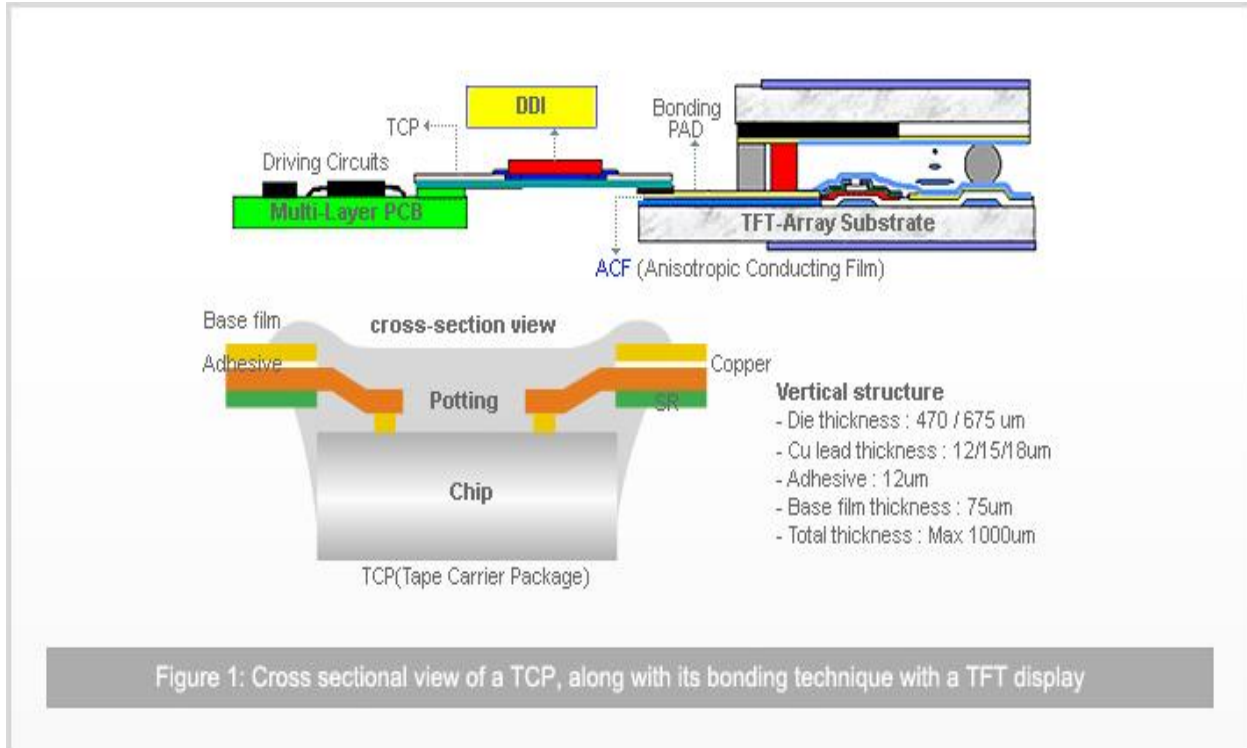 DDI
Bonding
PAD
TCP
Driving Circuits
Multi-Layer PCB
TFT-Array Substrate
ACF (Anisotropic Conducting Film)
Base film
cross-section view
Adhesive
Copper
Potting
SR
Chip
TCP(Tape Carrier Package)
Vertical structure
- Die thickness : 470 / 675 um
- Cu lead thickness : 12/15/18um
- Adhesive : 12um
- Base film thickness : 75um
- Total thickness : Max 1000um
Figure 1: Cross sectional view of a TCP, along with its bonding technique with a TFT display